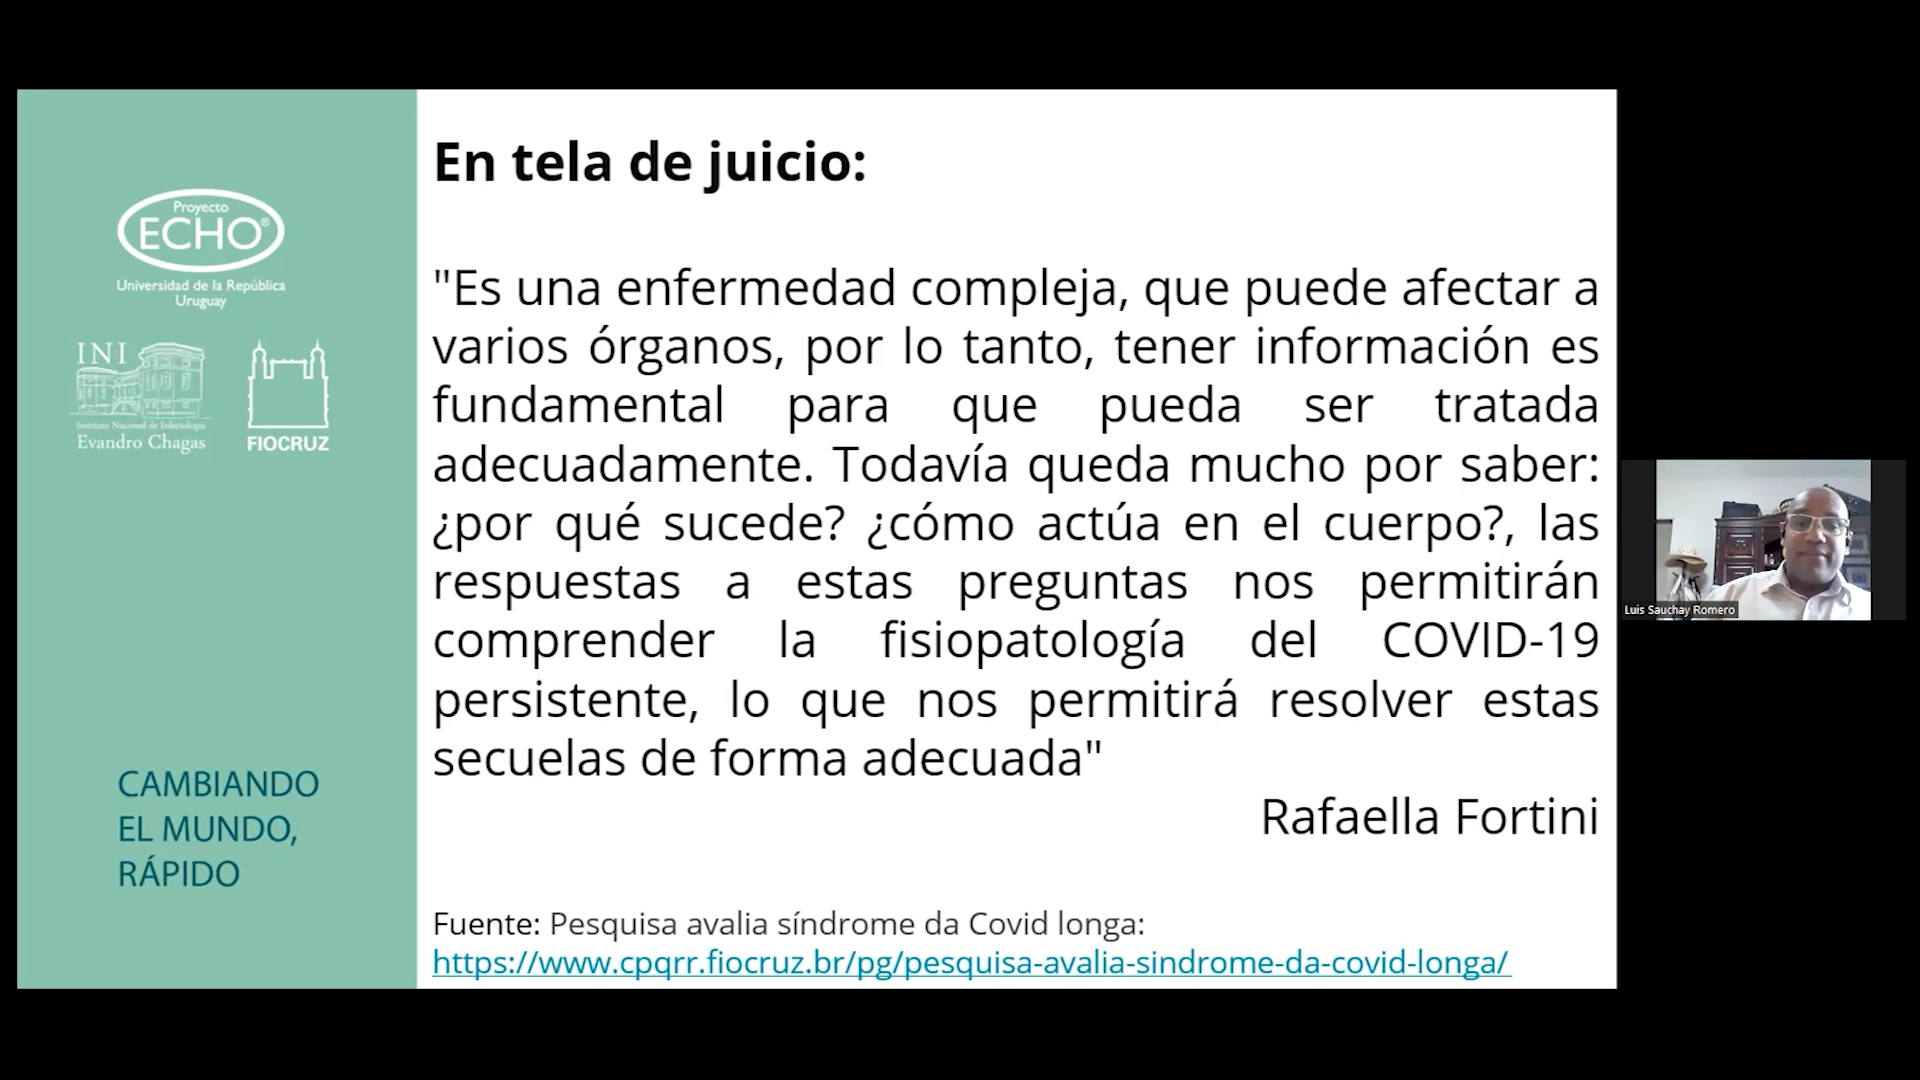 Proyecto
ECHO®
Universidad de la República
Uruguay
INI
Instituto Nacional de Infectologia
Evandro Chagas
FIOCRUZ
CAMBIANDO
EL MUNDO,
RÁPIDO
En tela de juicio:
"Es una enfermedad compleja, que puede afectar a
varios órganos, por lo tanto, tener información es
fundamental para que pueda ser tratada
adecuadamente. Todavía queda mucho por saber:
¿por qué sucede? ¿cómo actúa en el cuerpo?, las
respuestas a estas preguntas nos permitirán
comprender la fisiopatología del COVID-19
persistente, lo que nos permitirá resolver estas
secuelas de forma adecuada"
Rafaella Fortini
Fuente: Pesquisa avalia síndrome da Covid longa:
https://www.cpqrr.fiocruz.br/pg/pesquisa-avalia-sindrome-da-covid-longa/
Luis Sauchay Romero